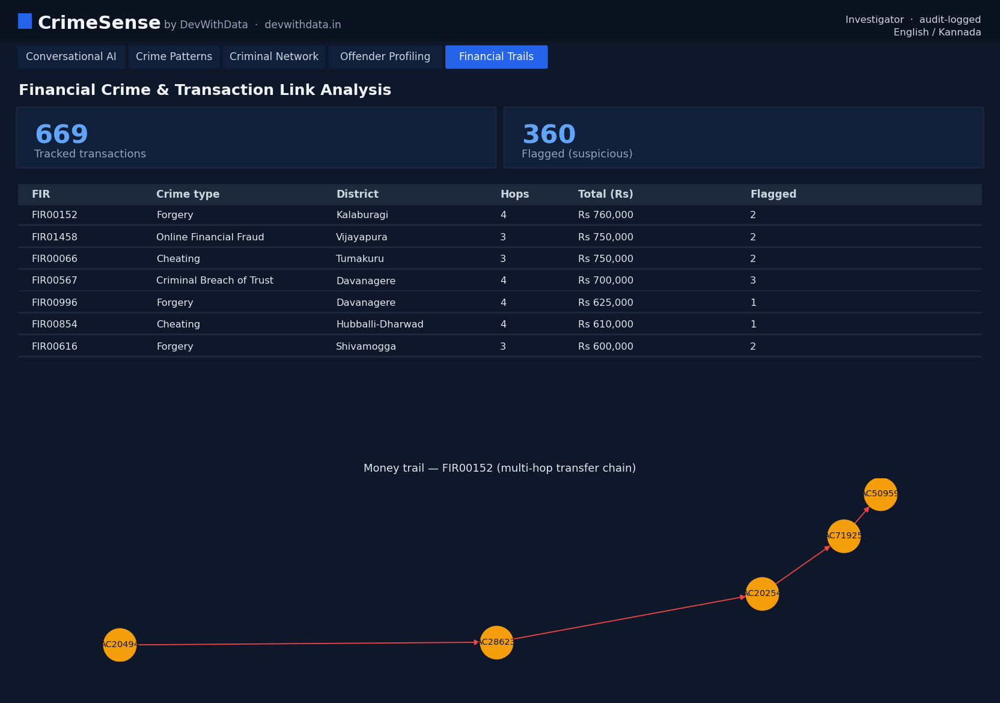 CrimeSense by DevWithData · devwithdata.in
Investigator · audit-logged
English / Kannada
Conversational AI Crime Patterns Criminal Network Offender Profiling Financial Trails
Financial Crime & Transaction Link Analysis
669
Tracked transactions
360
Flagged (suspicious)
FIR Crime type District Hops Total (Rs) Flagged
FIR00152 Forgery Kalaburagi 4 Rs 760,000 2
FIR01458 Online Financial Fraud Vijayapura 3 Rs 750,000 2
FIR00066 Cheating Tumakuru 3 Rs 750,000 2
FIR00567 Criminal Breach of Trust Davanagere 4 Rs 700,000 3
FIR00996 Forgery Davanagere 4 Rs 625,000 1
FIR00854 Cheating Hubballi-Dharwad 4 Rs 610,000 1
FIR00616 Forgery Shivamogga 3 Rs 600,000 2
Money trail — FIR00152 (multi-hop transfer chain)
AC50959
AC71925
AC20254
AC28623
AC20494